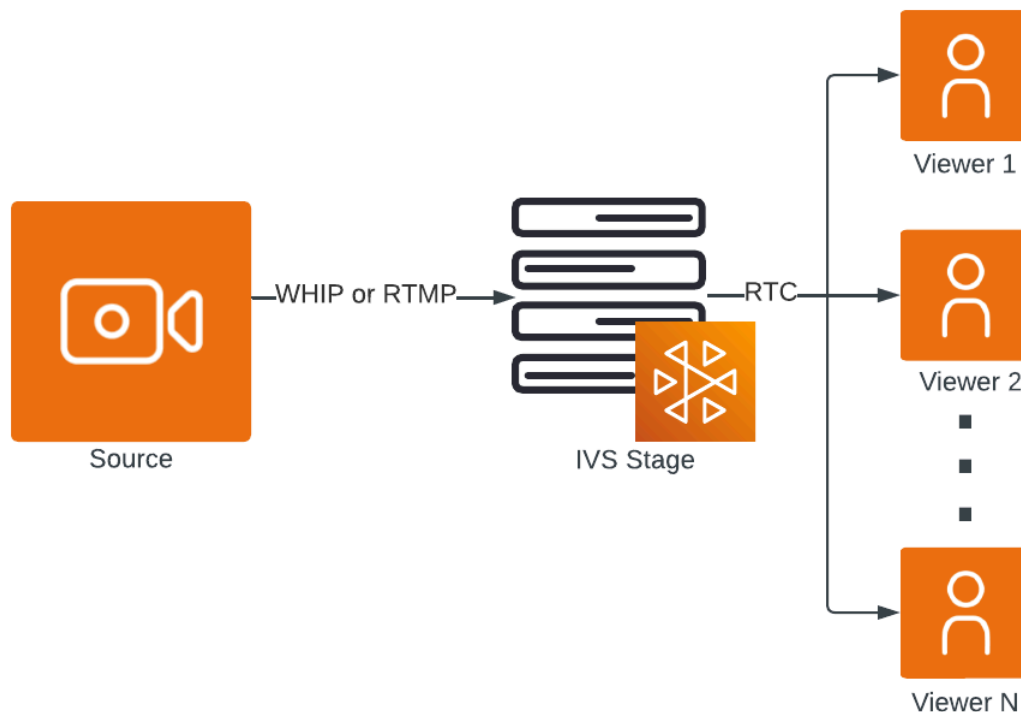 Viewer 1
WHIP or RTMP
RTC
Viewer 2
Source
IVS Stage
Viewer N